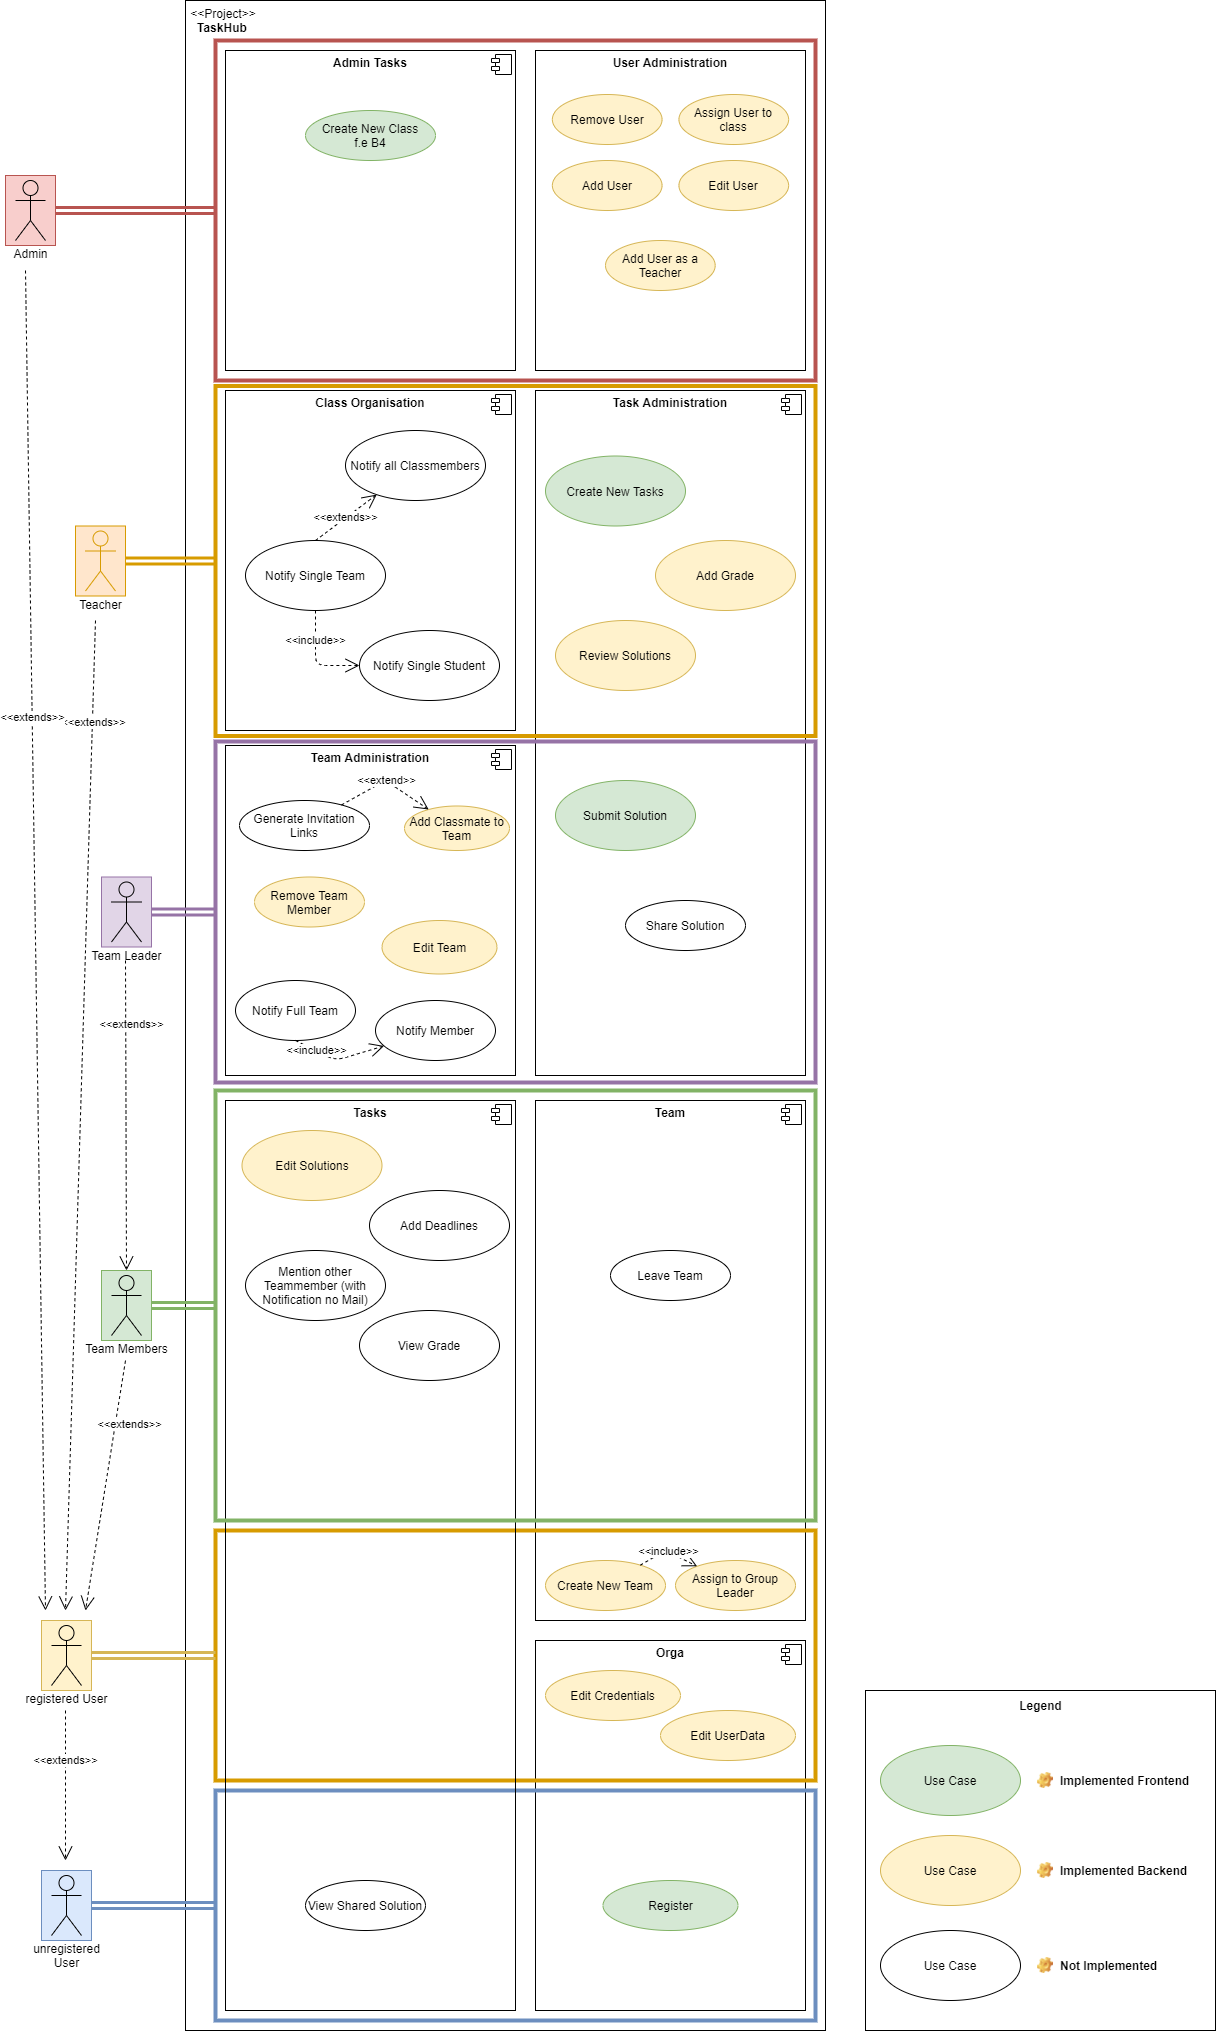 <<Project>>
TaskHub
Admin Tasks
User Administration
Create New Class
f.e B4
Remove User
Assign User to
class
Add User
Edit User
Add User as a
Teacher
Admin
Class Organisation
Task Administration
Notify all Classmembers
<<extends>>
Notify Single Team
<<include>>
Notify Single Student
Create New Tasks
Add Grade
Review Solutions
Teacher
<<extends>>
<<extends>>
Team Administration
<<extend>>
Generate Invitation
Links
Add Classmate to
Team
Remove Team
Member
Edit Team
Notify Full Team
<<include>>
Notify Member
Submit Solution
Share Solution
Team Leader
<<extends>>
Tasks
Team
Edit Solutions
Add Deadlines
Mention other
Teammember (with
Notification no Mail)
View Grade
Leave Team
Team Members
<<extends>>
<<include>>
Create New Team
Assign to Group
Leader
Orga
Edit Credentials
Edit UserData
registered User
<<extends>>
View Shared Solution
Register
unregistered
User
Legend
Use Case
Implemented Frontend
Use Case
Implemented Backend
Use Case
Not Implemented